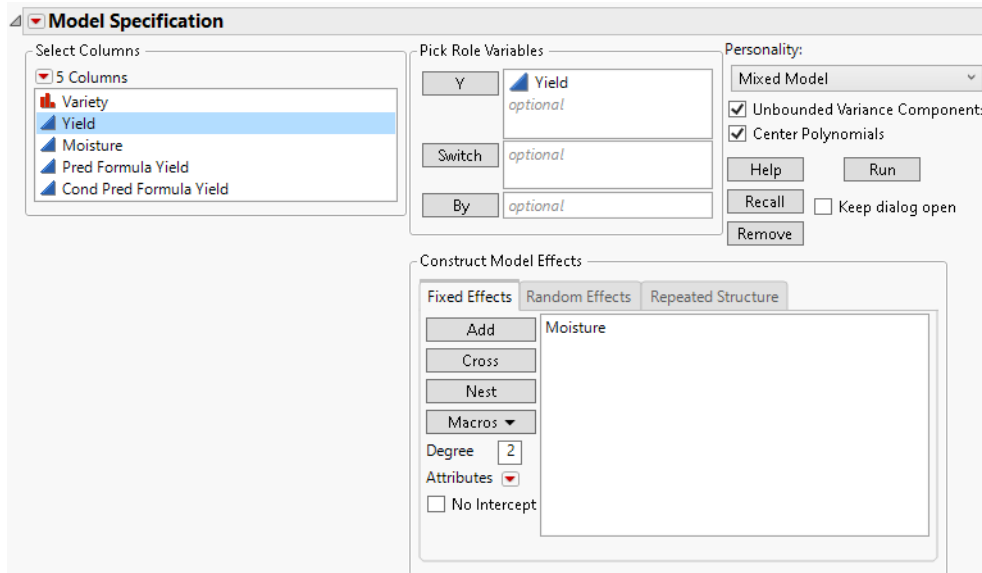 Model Specification
Select Columns
5 Columns
Variety
Yield
Moisture
Pred Formula Yield
Cond Pred Formula Yield
Pick Role Variables
Y
Yield
optional
Switch
optional
By
optional
Personality:
Mixed Model
Unbounded Variance Components
Center Polynomials
Help
Run
Recall
Keep dialog open
Remove
Construct Model Effects
Fixed Effects Random Effects Repeated Structure
Add
Cross
Nest
Macros
Degree 2
Attributes
No Intercept
Moisture